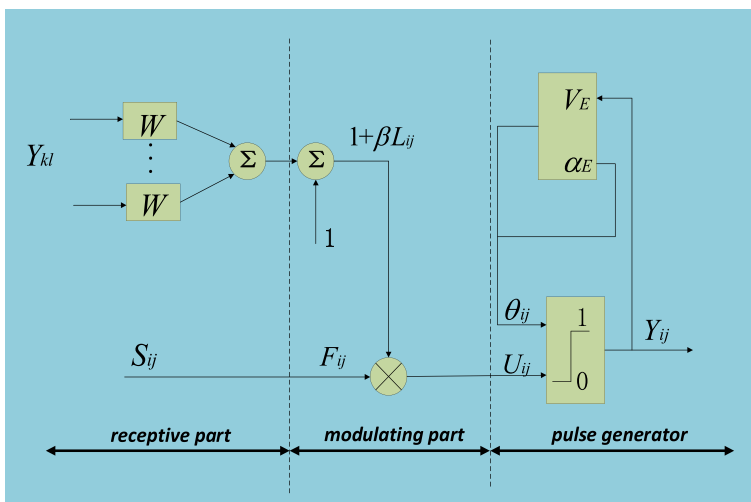 Y_kl
W
W
Σ
Σ
1+βL_ij
1
V_E
α_E
θ_ij
1
0
Y_ij
S_ij
F_ij
U_ij
receptive part
modulating part
pulse generator